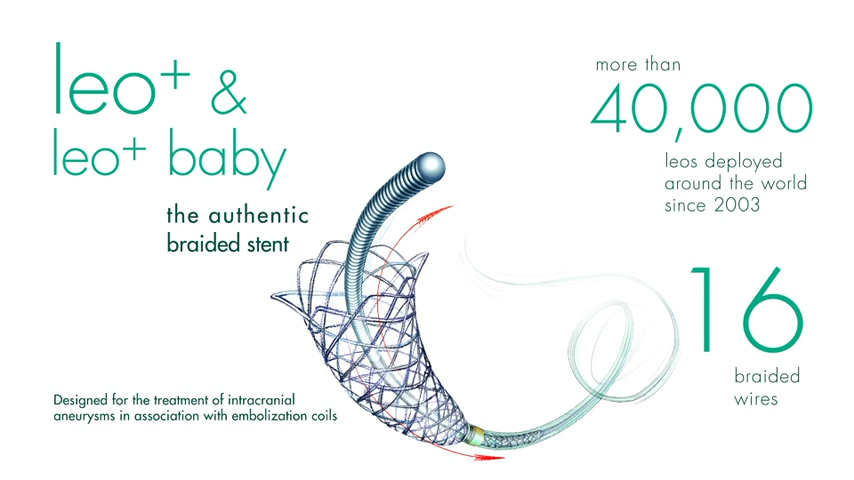 leo+ &
leo+ baby
the authentic
braided stent
more than
40,000
leos deployed
around the world
since 2003
16
braided
wires
Designed for the treatment of intracranial
aneurysms in association with embolization coils